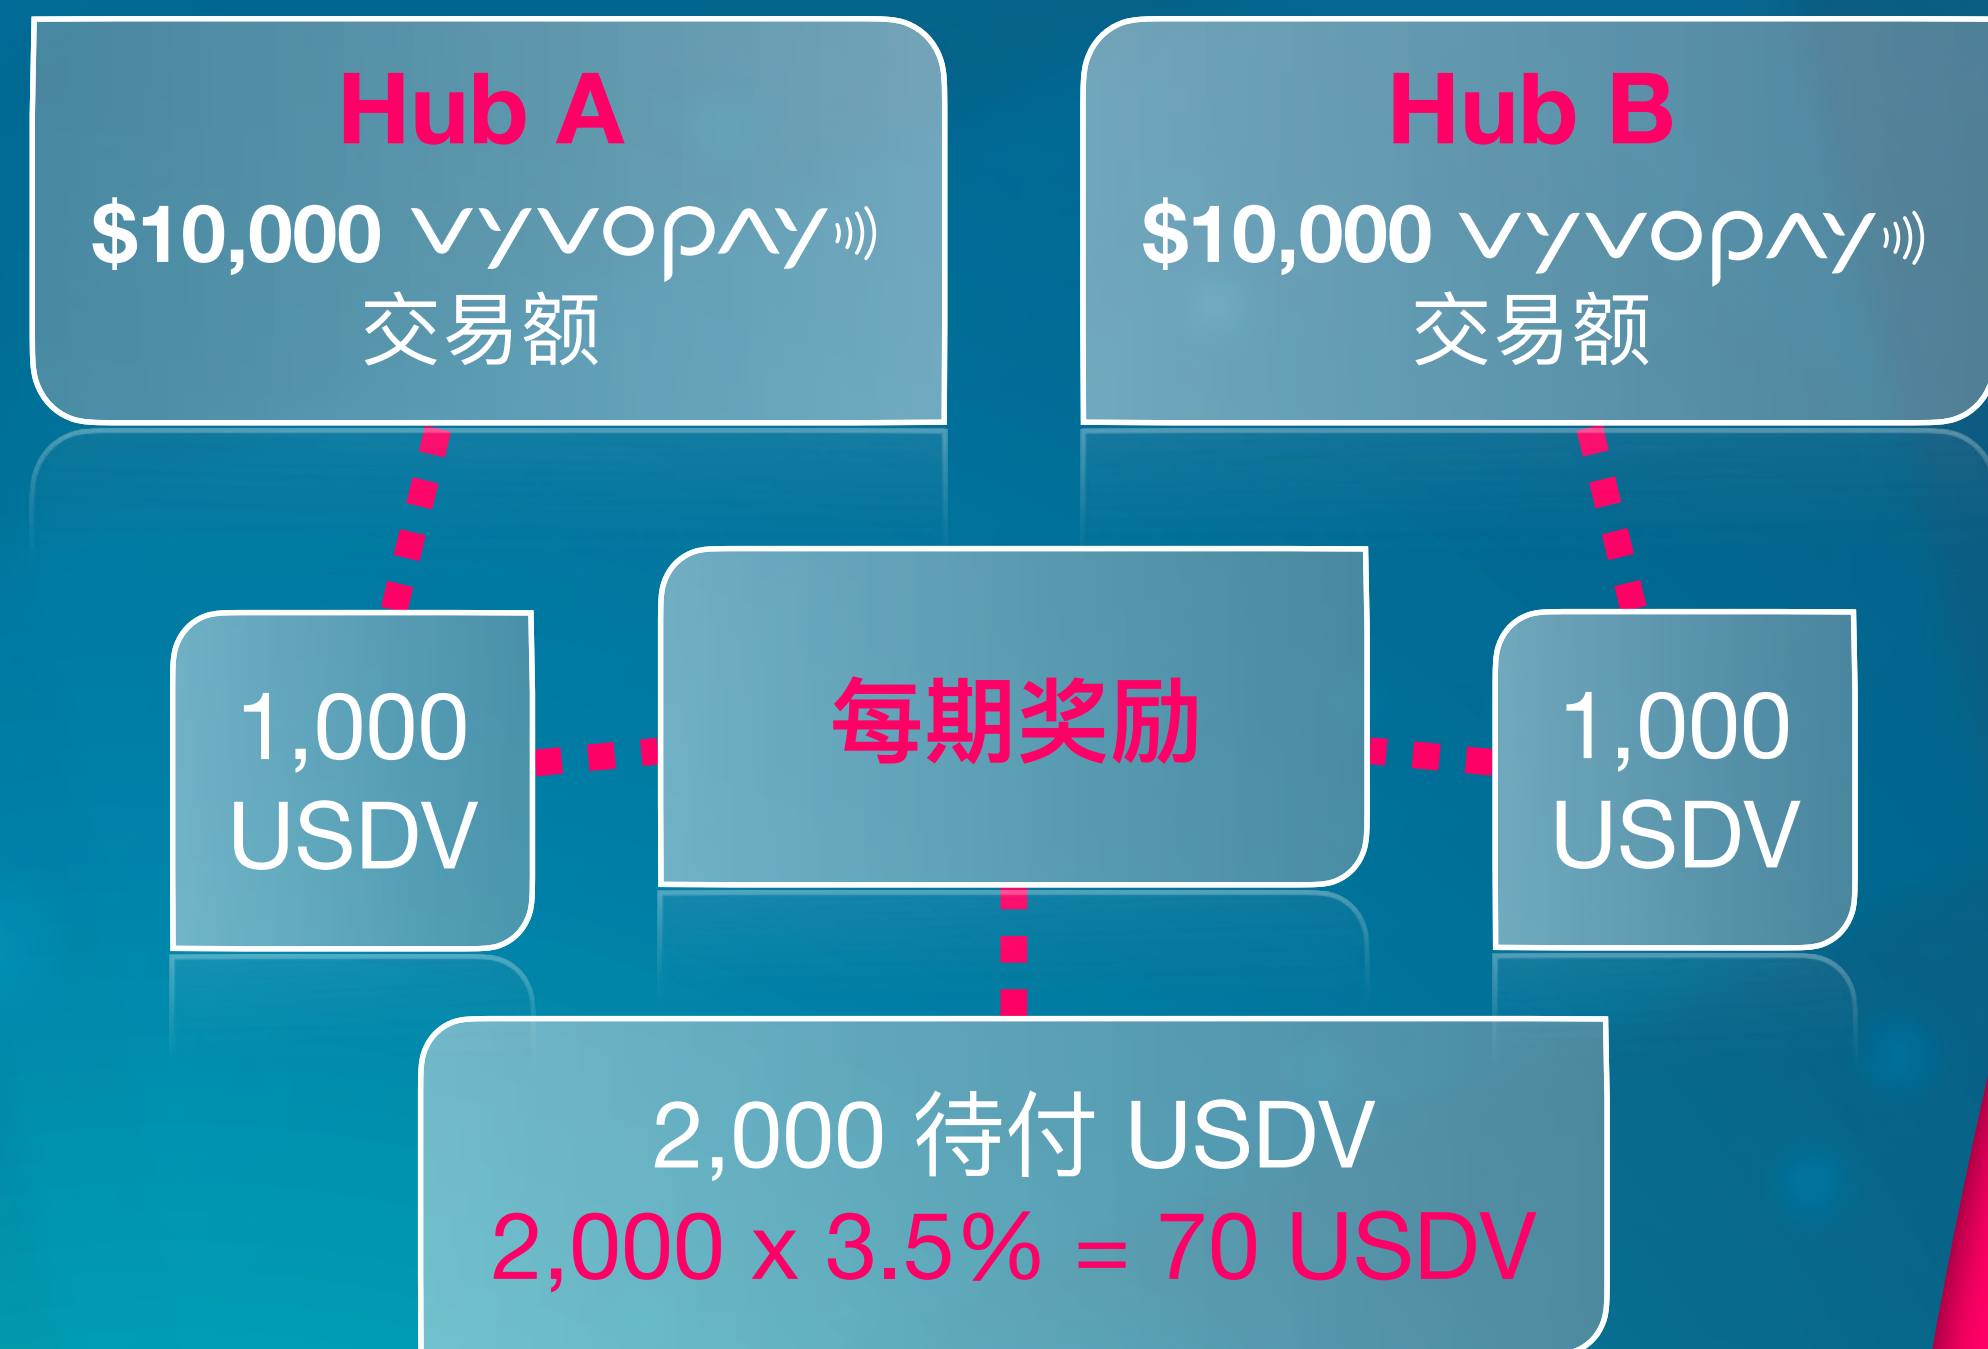 Hub A
$10,000 vyvopay
交易额
Hub B
$10,000 vyvopay
交易额
1,000
USDV
每期奖励
1,000
USDV
2,000 待付 USDV
2,000 x 3.5% = 70 USDV